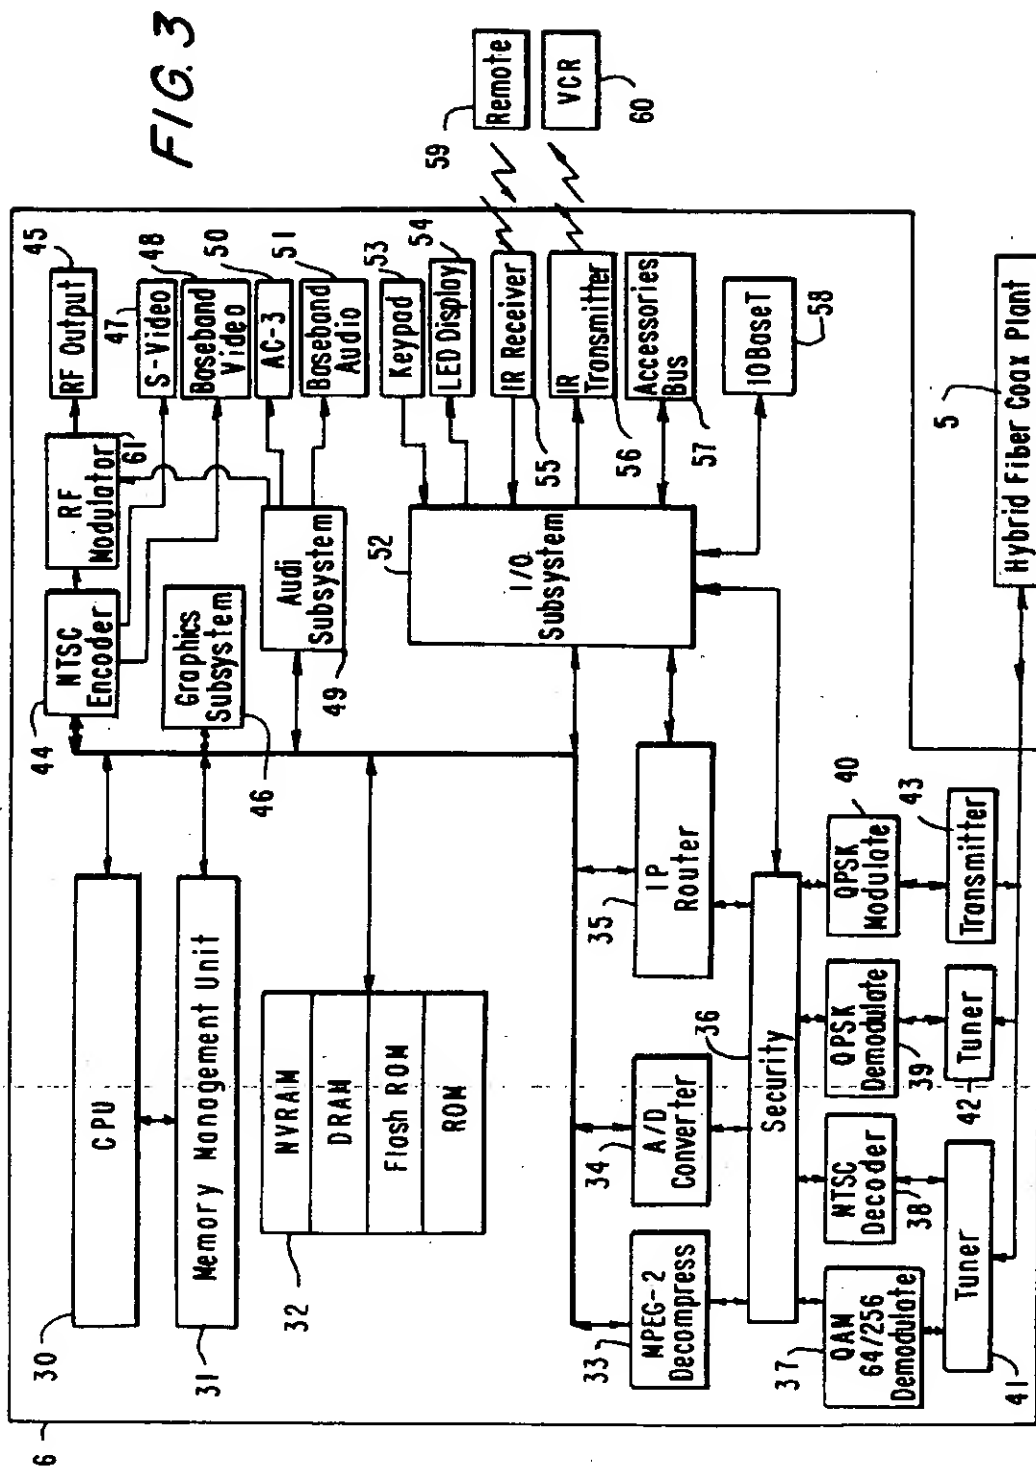 FIG. 3
6
30
CPU
31
Memory Management Unit
32
NVRAM
DRAM
Flash ROM
ROM
44
NTSC
Encoder
RF
Modulator
61
RF Output
45
47
S-Video
48
Baseband
Video
50
AC-3
51
Baseband
Audio
46
Graphics
Subsystem
49
Audi
Subsystem
52
I/O
Subsystem
53
Keypad
54
LED Display
55
IR Receiver
56
IR
Transmitter
57
Accessories
Bus
58
10BaseT
59
Remote
60
VCR
33
MPEG-2
Decompress
34
A/D
Converter
35
IP
Router
36
Security
37
QAM
64/256
Demodulate
38
NTSC
Decoder
39
QPSK
Demodulate
40
QPSK
Modulate
41
Tuner
42
Tuner
43
Transmitter
5
Hybrid Fiber Coax Plant